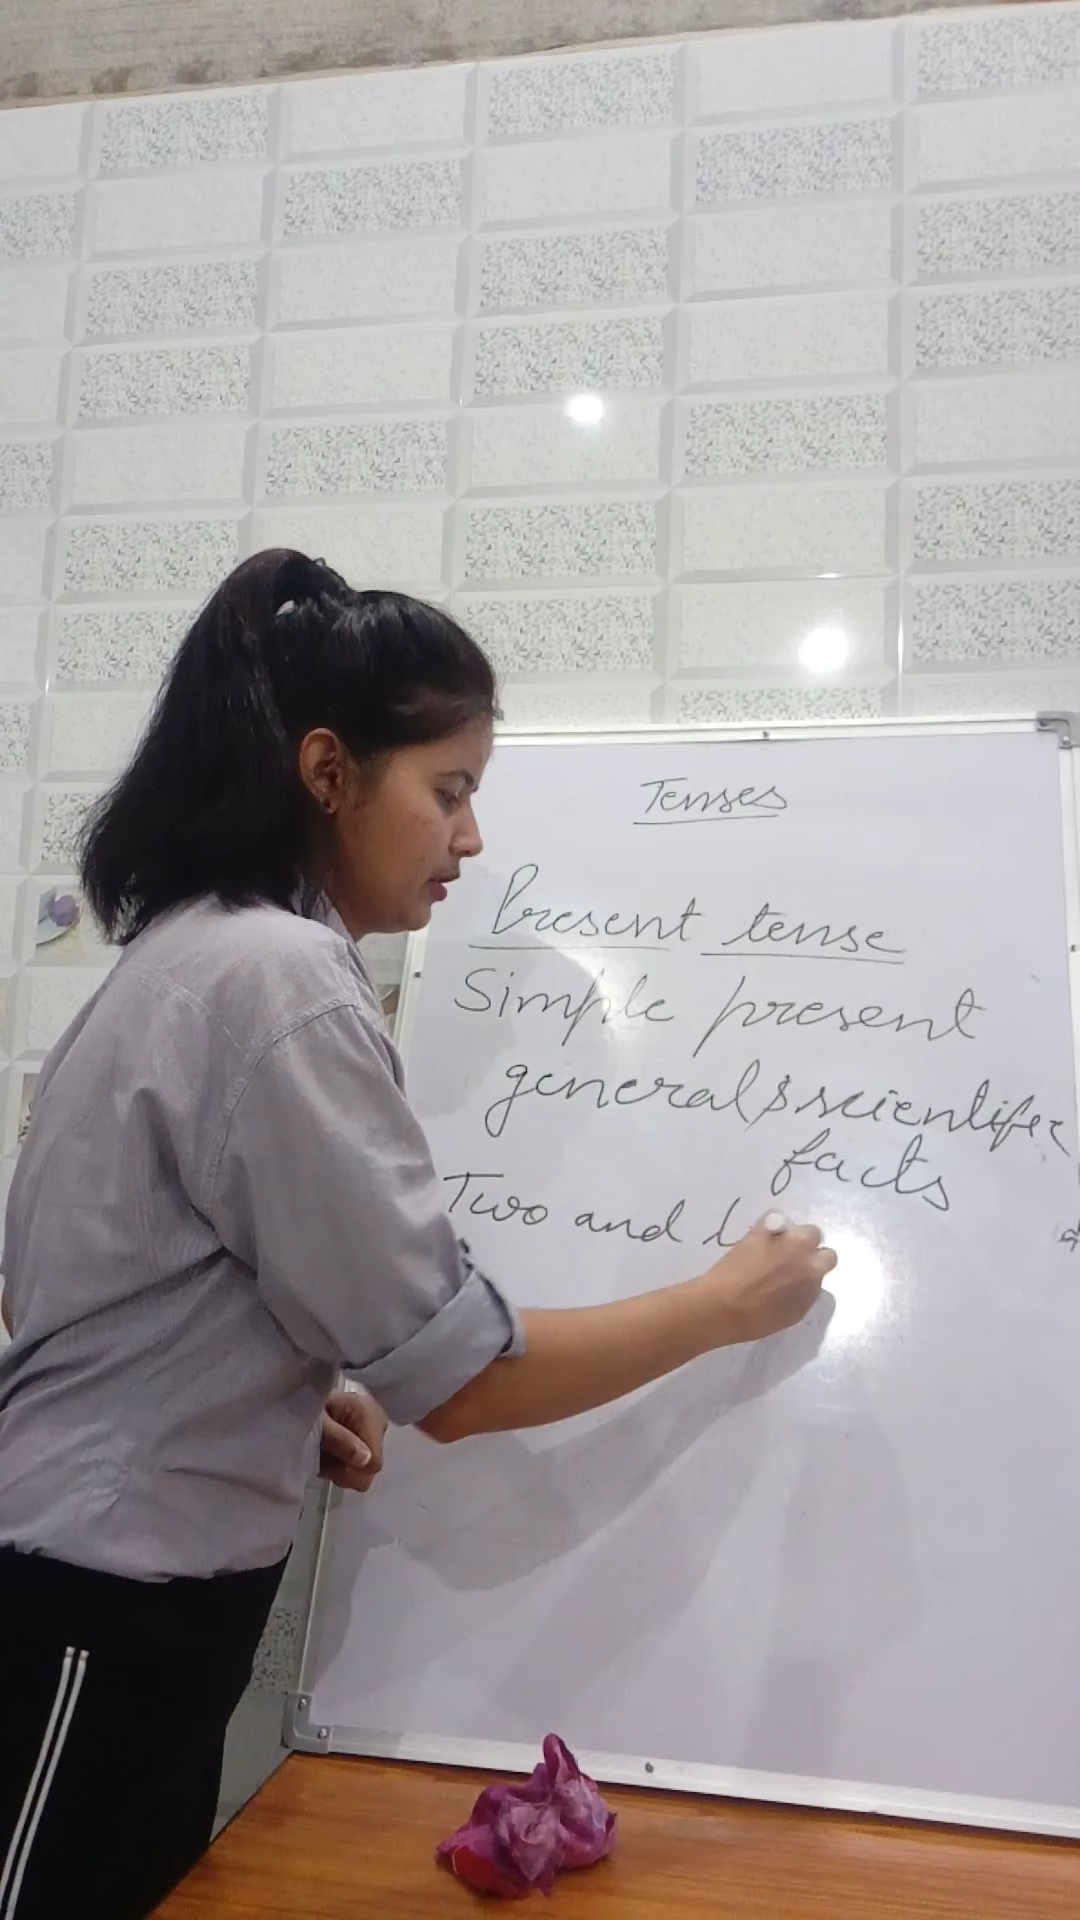 Tenses
Present tense
Simple present
general & scientific
facts
Two and